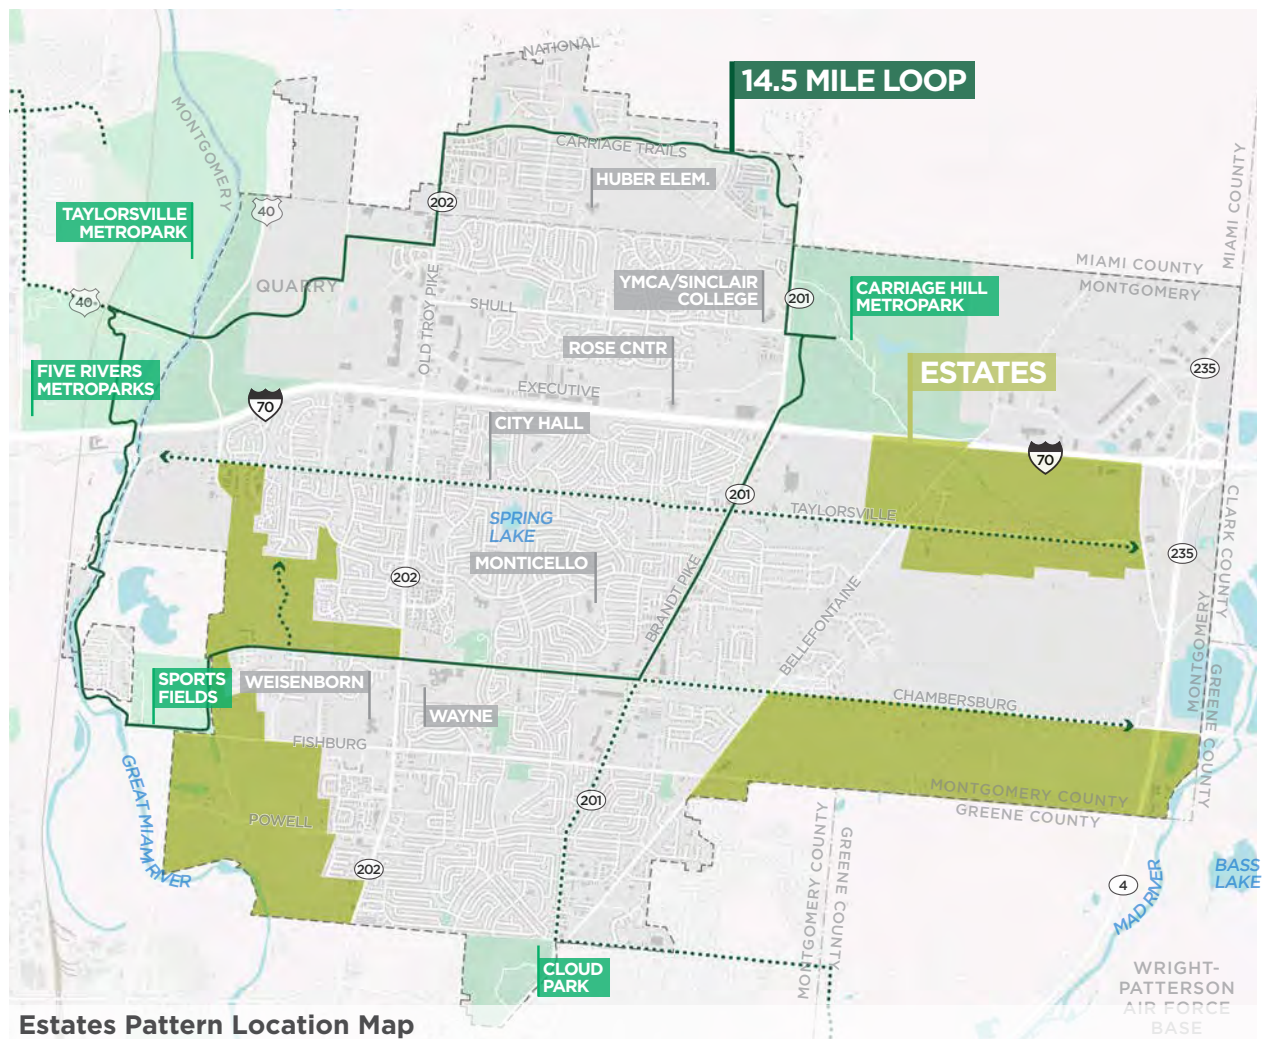 NATIONAL
14.5 MILE LOOP
MONTGOMERY
CARRIAGE TRAILS
HUBER ELEM.
MIAMI COUNTY
202
40
TAYLORSVILLE
METROPARK
MIAMI COUNTY
MONTGOMERY
QUARRY
YMCA/SINCLAIR
COLLEGE
201
CARRIAGE HILL
METROPARK
40
SHULL
OLD TROY PIKE
ROSE CNTR
FIVE RIVERS
METROPARKS
ESTATES
235
EXECUTIVE
70
CITY HALL
70
201
TAYLORSVILLE
SPRING
LAKE
CLARK COUNTY
235
MONTICELLO
202
BRANDT PIKE
BELLEFONTAINE
MONTGOMERY
GREENE COUNTY
SPORTS
FIELDS
WEISENBORN
WAYNE
CHAMBERSBURG
FISHBURG
GREAT MIAMI RIVER
201
MONTGOMERY COUNTY
GREENE COUNTY
POWELL
202
MONTGOMERY COUNTY
GREENE COUNTY
4
MAD RIVER
BASS
LAKE
CLOUD
PARK
WRIGHT-
PATTERSON
AIR FORCE
BASE
Estates Pattern Location Map